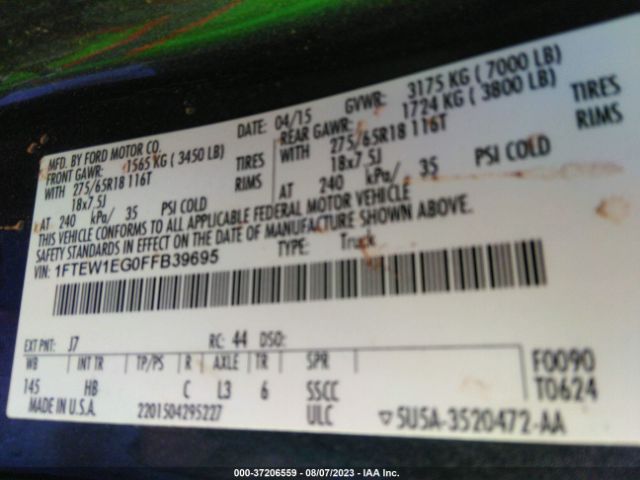 MFD. BY FORD MOTOR CO. DATE: 04/15 GVWR: 3175 KG ( 7000 LB)
FRONT GAWR: 1565 KG ( 3450 LB) REAR GAWR: 1724 KG ( 3800 LB)
WITH 275/65R18 116T TIRES WITH 275/65R18 116T TIRES
18x7.5J RIMS 18x7.5J RIMS
AT 240 kPa/ 35 PSI COLD AT 240 kPa/ 35 PSI COLD
THIS VEHICLE CONFORMS TO ALL APPLICABLE FEDERAL MOTOR VEHICLE
SAFETY STANDARDS IN EFFECT ON THE DATE OF MANUFACTURE SHOWN ABOVE.
VIN: 1FTEW1EG0FFB39695 TYPE: Truck
EXT PNT: J7 RC: 44 DSO:
WB INT TR TP/PS R AXLE TR SPR F0090
145 HB C L3 6 SSCC T0624
MADE IN U.S.A. 2201504295227 ULC ▽5U5A-3520472-AA
000-37206559 - 08/07/2023 - IAA Inc.